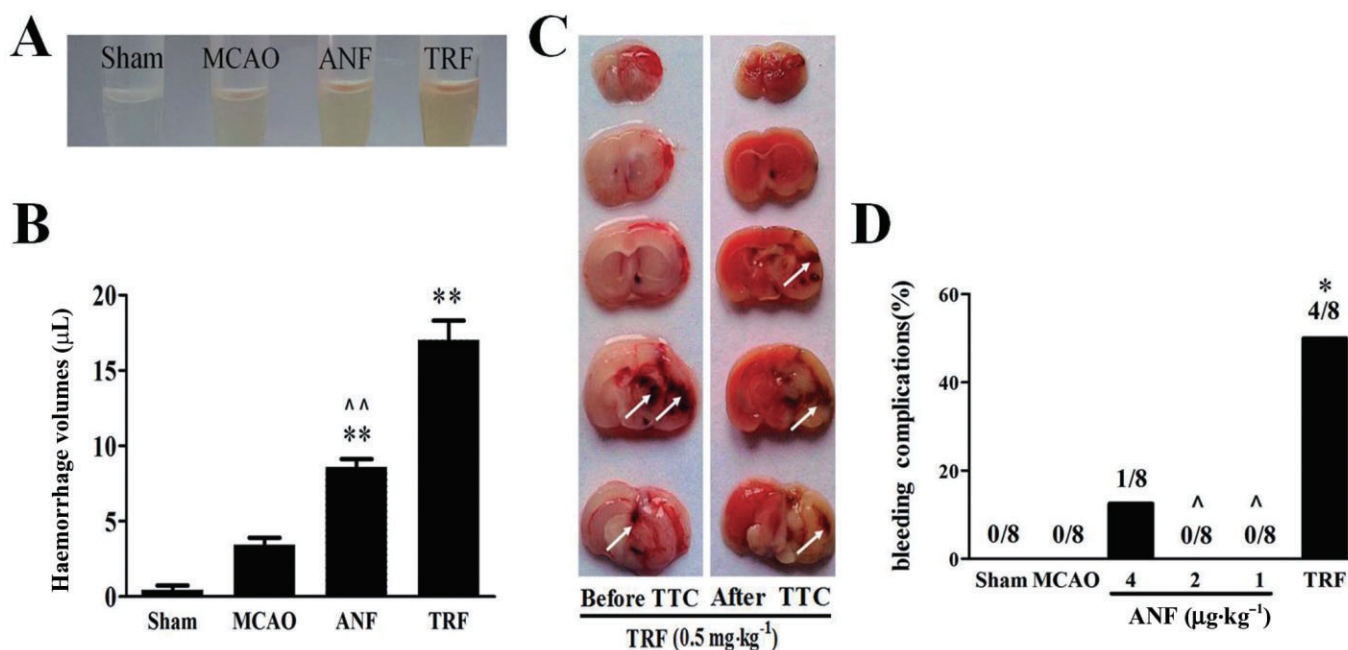 A
Sham MCAO ANF TRF
B
Haemorrhage volumes (μL)
20
15
10
5
0
**
^^
**
Sham MCAO ANF TRF
C
Before TTC After TTC
TRF (0.5 mg·kg⁻¹)
D
bleeding complications(%)
60
40
20
0
*
4/8
1/8
^ ^
0/8 0/8 0/8 0/8
Sham MCAO 4 2 1 TRF
ANF (μg·kg⁻¹)